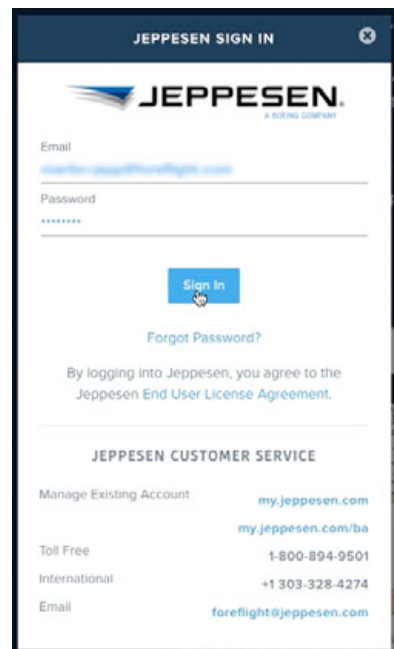 JEPPESEN SIGN IN
JEPPESEN.
A BOEING COMPANY
Email
Password
••••••••
Sign In
Forgot Password?
By logging into Jeppesen, you agree to the
Jeppesen End User License Agreement.
JEPPESEN CUSTOMER SERVICE
Manage Existing Account my.jeppesen.com
my.jeppesen.com/ba
Toll Free 1-800-894-9501
International +1 303-328-4274
Email foreflight@jeppesen.com